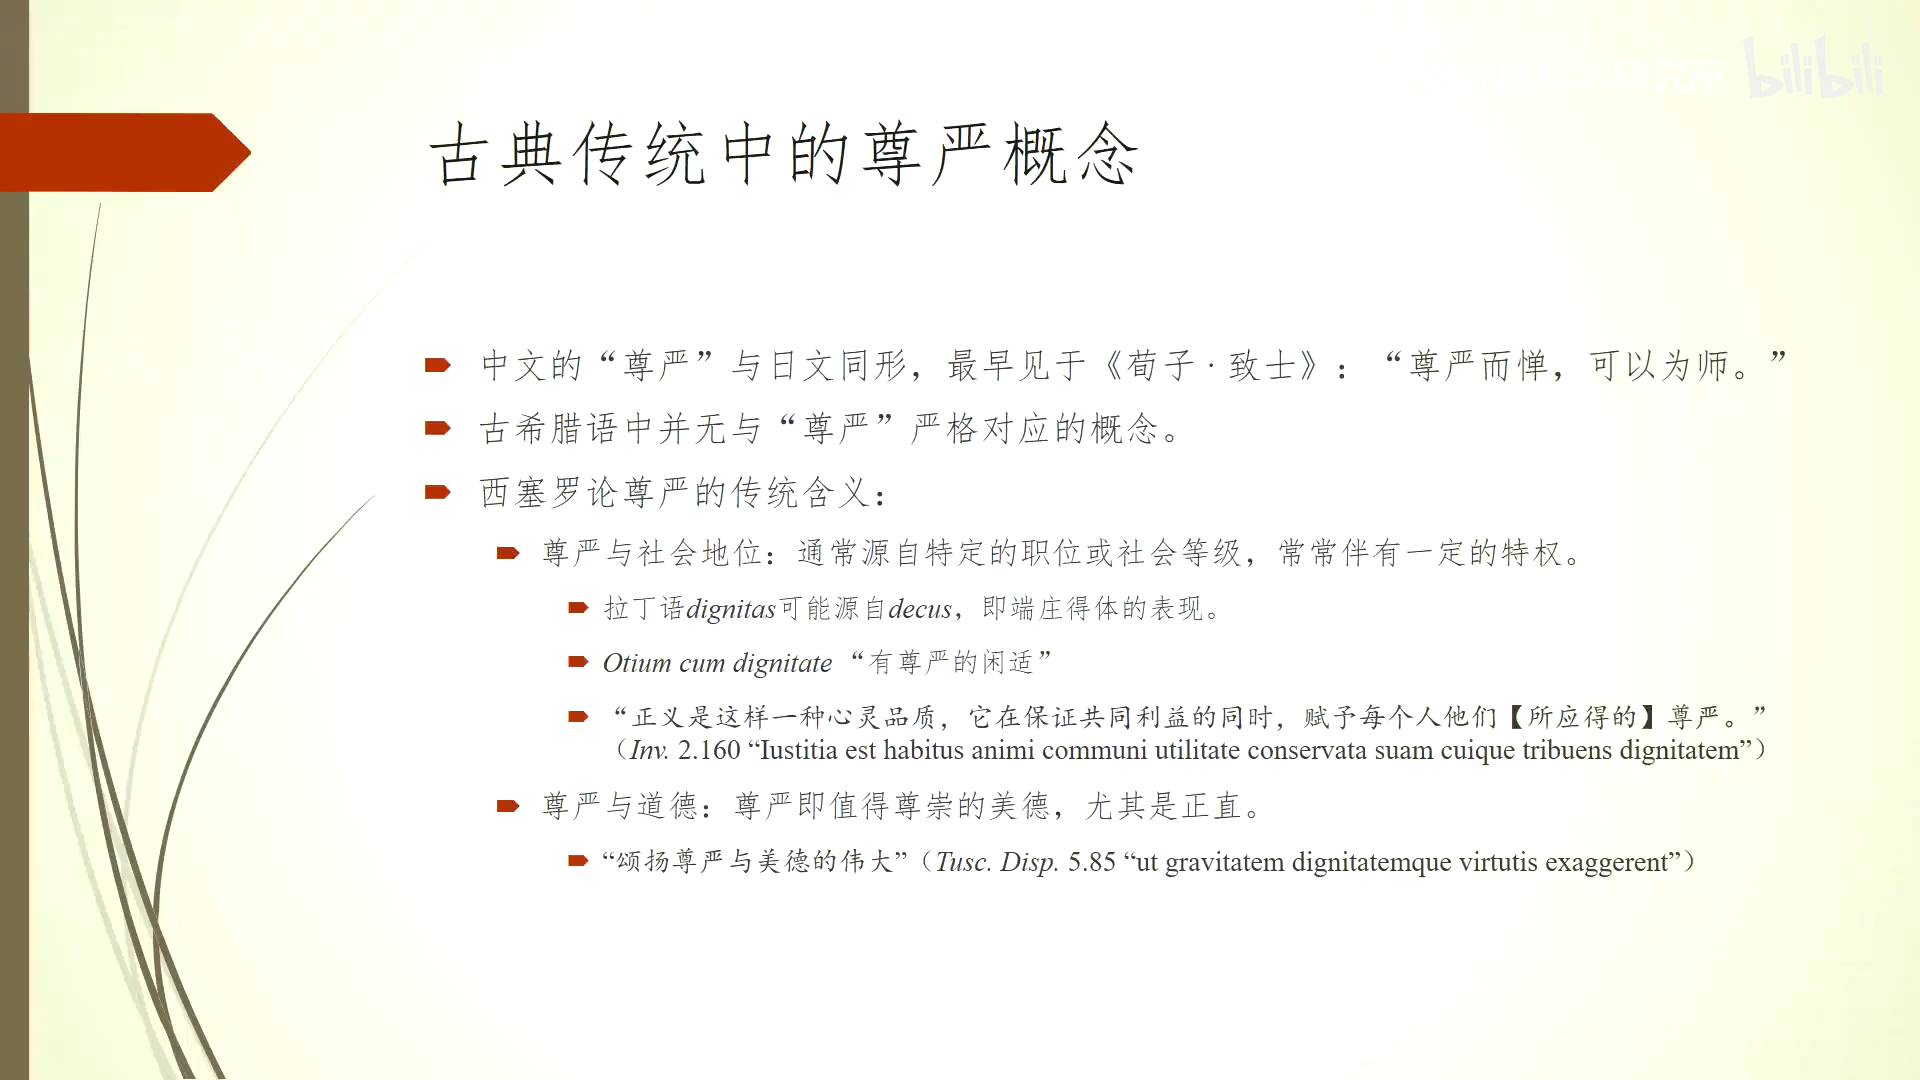 bilibili
古典传统中的尊严概念
中文的“尊严”与日文同形，最早见于《荀子·致士》：“尊严而惮，可以为师。”
古希腊语中并无与“尊严”严格对应的概念。
西塞罗论尊严的传统含义：
尊严与社会地位：通常源自特定的职位或社会等级，常常伴有一定的特权。
拉丁语dignitas可能源自decus，即端庄得体的表现。
Otium cum dignitate “有尊严的闲适”
“正义是这样一种心灵品质，它在保证共同利益的同时，赋予每个人他们【所应得的】尊严。”
（Inv. 2.160 “Iustitia est habitus animi communi utilitate conservata suam cuique tribuens dignitatem”）
尊严与道德：尊严即值得尊崇的美德，尤其是正直。
“颂扬尊严与美德的伟大”（Tusc. Disp. 5.85 “ut gravitatem dignitatemque virtutis exaggerent”）